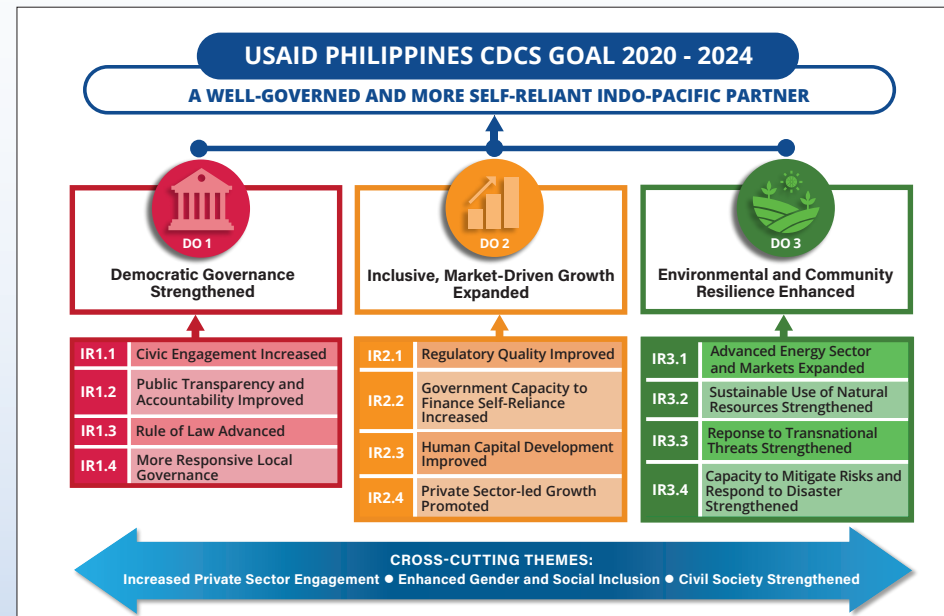 USAID PHILIPPINES CDCS GOAL 2020 - 2024
A WELL-GOVERNED AND MORE SELF-RELIANT INDO-PACIFIC PARTNER
DO 1
Democratic Governance
Strengthened
IR1.1 Civic Engagement Increased
IR1.2 Public Transparency and
Accountability Improved
IR1.3 Rule of Law Advanced
IR1.4 More Responsive Local
Governance
DO 2
Inclusive, Market-Driven Growth
Expanded
IR2.1 Regulatory Quality Improved
IR2.2 Government Capacity to
Finance Self-Reliance
Increased
IR2.3 Human Capital Development
Improved
IR2.4 Private Sector-led Growth
Promoted
DO 3
Environmental and Community
Resilience Enhanced
IR3.1 Advanced Energy Sector
and Markets Expanded
IR3.2 Sustainable Use of Natural
Resources Strengthened
IR3.3 Reponse to Transnational
Threats Strengthened
IR3.4 Capacity to Mitigate Risks and
Respond to Disaster
Strengthened
CROSS-CUTTING THEMES:
Increased Private Sector Engagement ● Enhanced Gender and Social Inclusion ● Civil Society Strengthened